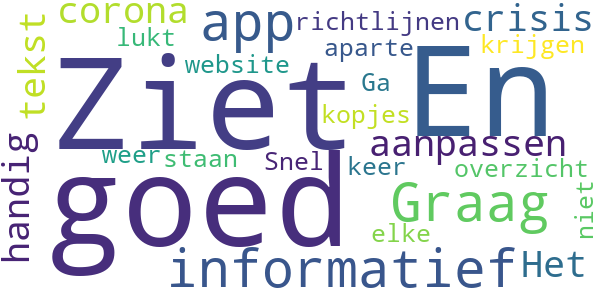 corona
app
richtlijnen
crisis
tekst
lukt
aparte
krijgen
website
Ziet
En
Ga
kopjes
handig
aanpassen
weer
staan
Snel
keer
overzicht
goed
Graag
niet
elke
informatief
Het